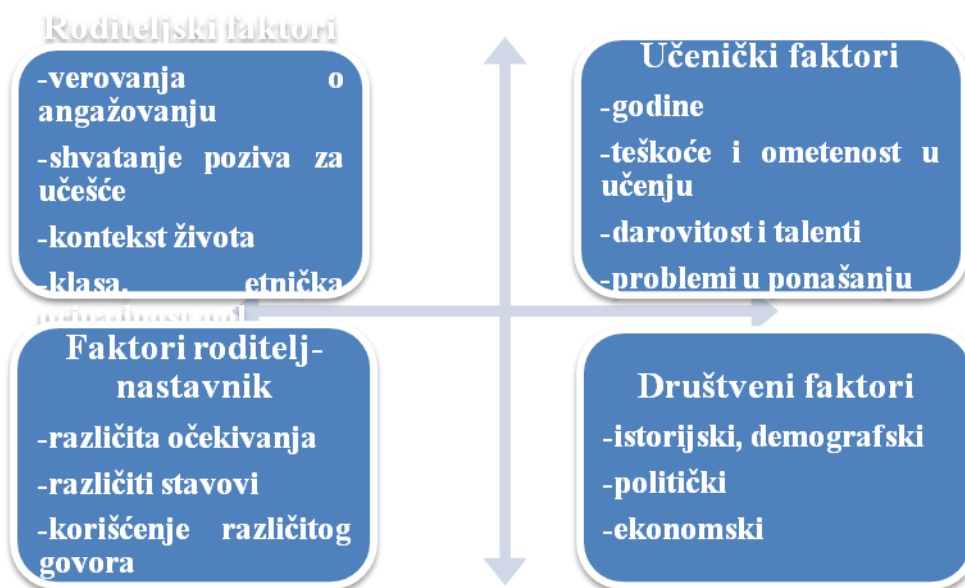 Roditeljski faktori
-verovanja o
angažovanju
-shvatanje poziva za
učešće
-kontekst života
-klasa, etnička
pripadnost, pol
Učenički faktori
-godine
-teškoće i ometenost u
učenju
-darovitost i talenti
-problemi u ponašanju
Faktori roditelj-
nastavnik
-različita očekivanja
-različiti stavovi
-korišćenje različitog
govora
Društveni faktori
-istorijski, demografski
-politički
-ekonomski